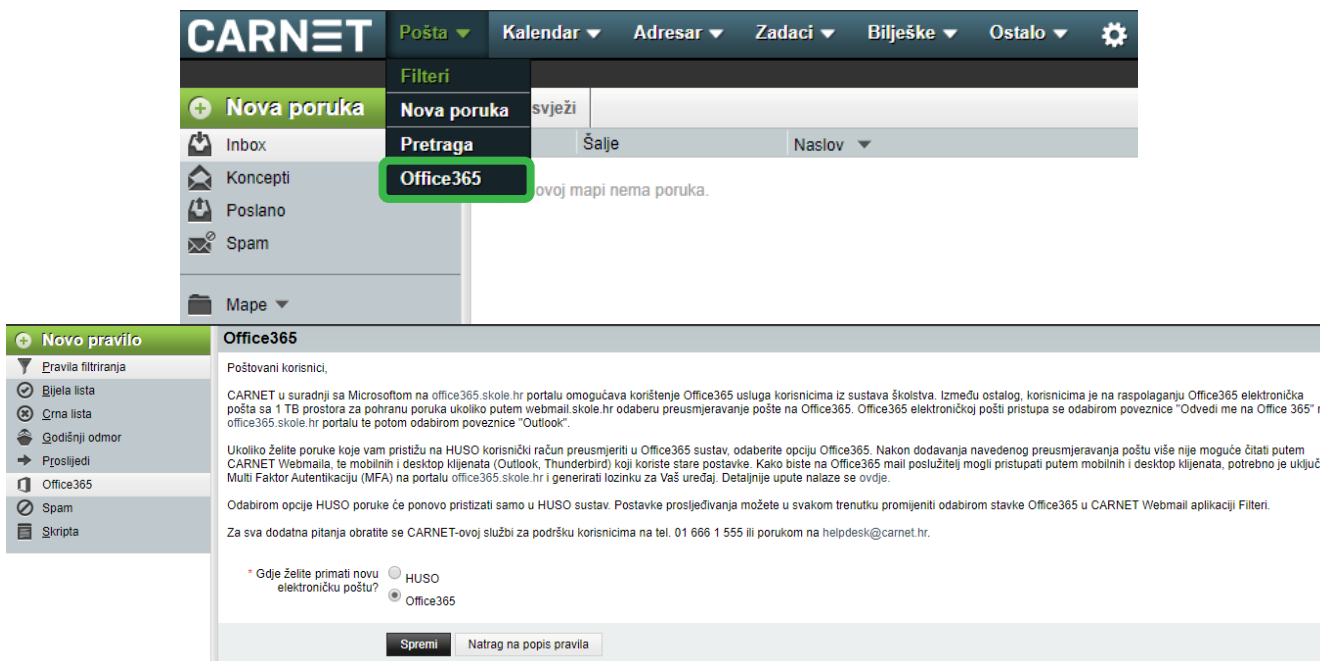 CARNET Pošta Kalendar Adresar Zadaci Bilješke Ostalo
Filteri
Nova poruka
Pretraga
Office365
Nova poruka
Inbox
Koncepti
Poslano
Spam
Mape
svježi
Šalje Naslov
ovoj mapi nema poruka.
Novo pravilo
Pravila filtriranja
Bijela lista
Crna lista
Godišnji odmor
Proslijedi
Office365
Spam
Skripta
Office365
Poštovani korisnici,
CARNET u suradnji sa Microsoftom na office365.skole.hr portalu omogućava korištenje Office365 usluga korisnicima iz sustava školstva. Između ostalog, korisnicima je na raspolaganju Office365 elektronička
pošta sa 1 TB prostora za pohranu poruka ukoliko putem webmail.skole.hr odaberu preusmjeravanje pošte na Office365. Office365 elektroničkoj pošti pristupa se odabirom poveznice "Odvedi me na Office 365"
office365.skole.hr portalu te potom odabirom poveznice "Outlook".
Ukoliko želite poruke koje vam pristižu na HUSO korisnički račun preusmjeriti u Office365 sustav, odaberite opciju Office365. Nakon dodavanja navedenog preusmjeravanja poštu više nije moguće čitati putem
CARNET Webmaila, te mobilnih i desktop klijenata (Outlook, Thunderbird) koji koriste stare postavke. Kako biste na Office365 mail poslužitelj mogli pristupati putem mobilnih i desktop klijenata, potrebno je uključ
Multi Faktor Autentikaciju (MFA) na portalu office365.skole.hr i generirati lozinku za Vaš uređaj. Detaljnije upute nalaze se ovdje.
Odabirom opcije HUSO poruke će ponovo pristizati samo u HUSO sustav. Postavke prosljeđivanja možete u svakom trenutku promijeniti odabirom stavke Office365 u CARNET Webmail aplikaciji Filteri.
Za sva dodatna pitanja obratite se CARNET-ovoj službi za podršku korisnicima na tel. 01 666 1 555 ili porukom na helpdesk@carnet.hr.
* Gdje želite primati novu
elektroničku poštu?
HUSO
Office365
Spremi Natrag na popis pravila